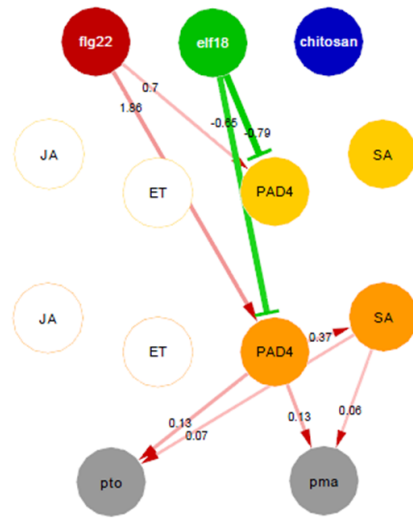 flg22 elf18 chitosan
0.7
1.86 -0.65 -0.79
JA ET PAD4 SA
JA ET PAD4 0.37 SA
0.13 0.07 0.13 0.06
pto pma